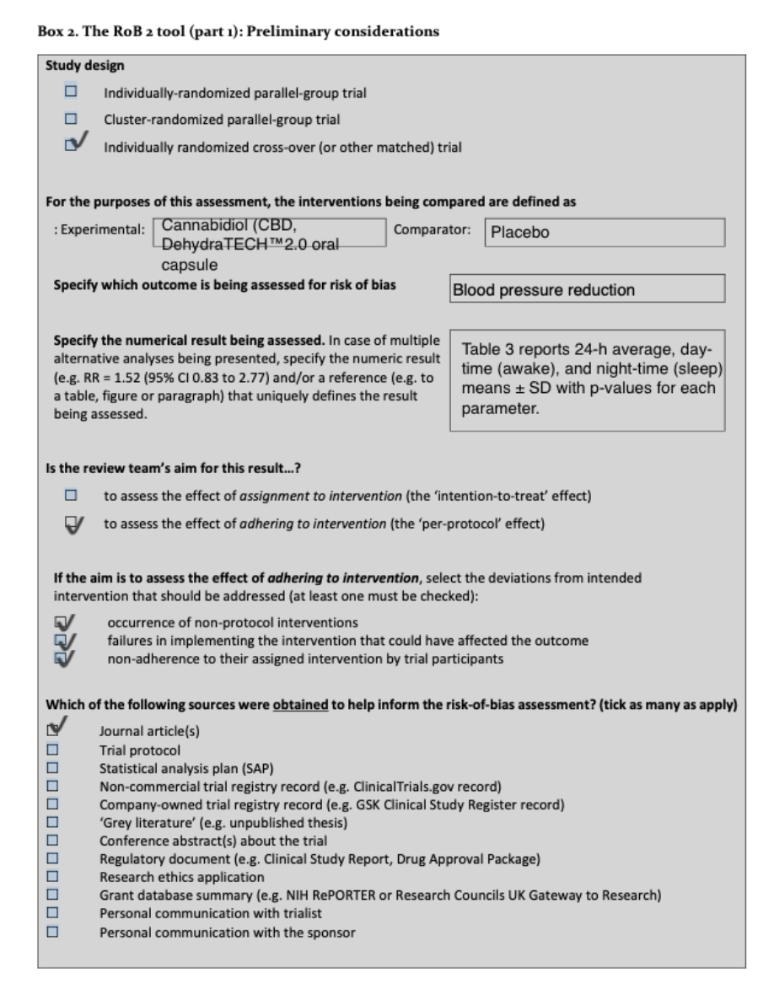 Box 2. The RoB 2 tool (part 1): Preliminary considerations
Study design
Individually-randomized parallel-group trial
Cluster-randomized parallel-group trial
Individually randomized cross-over (or other matched) trial
For the purposes of this assessment, the interventions being compared are defined as
: Experimental:
Cannabidiol (CBD,
DehydraTECH™2.0 oral
capsule
Comparator:
Placebo
Specify which outcome is being assessed for risk of bias
Blood pressure reduction
Specify the numerical result being assessed. In case of multiple
alternative analyses being presented, specify the numeric result
(e.g. RR = 1.52 (95% CI 0.83 to 2.77) and/or a reference (e.g. to
a table, figure or paragraph) that uniquely defines the result
being assessed.
Table 3 reports 24-h average, day-
time (awake), and night-time (sleep)
means ± SD with p-values for each
parameter.
Is the review team's aim for this result…?
to assess the effect of assignment to intervention (the 'intention-to-treat' effect)
to assess the effect of adhering to intervention (the 'per-protocol' effect)
If the aim is to assess the effect of adhering to intervention, select the deviations from intended
intervention that should be addressed (at least one must be checked):
occurrence of non-protocol interventions
failures in implementing the intervention that could have affected the outcome
non-adherence to their assigned intervention by trial participants
Which of the following sources were obtained to help inform the risk-of-bias assessment? (tick as many as apply)
Journal article(s)
Trial protocol
Statistical analysis plan (SAP)
Non-commercial trial registry record (e.g. ClinicalTrials.gov record)
Company-owned trial registry record (e.g. GSK Clinical Study Register record)
'Grey literature' (e.g. unpublished thesis)
Conference abstract(s) about the trial
Regulatory document (e.g. Clinical Study Report, Drug Approval Package)
Research ethics application
Grant database summary (e.g. NIH RePORTER or Research Councils UK Gateway to Research)
Personal communication with trialist
Personal communication with the sponsor